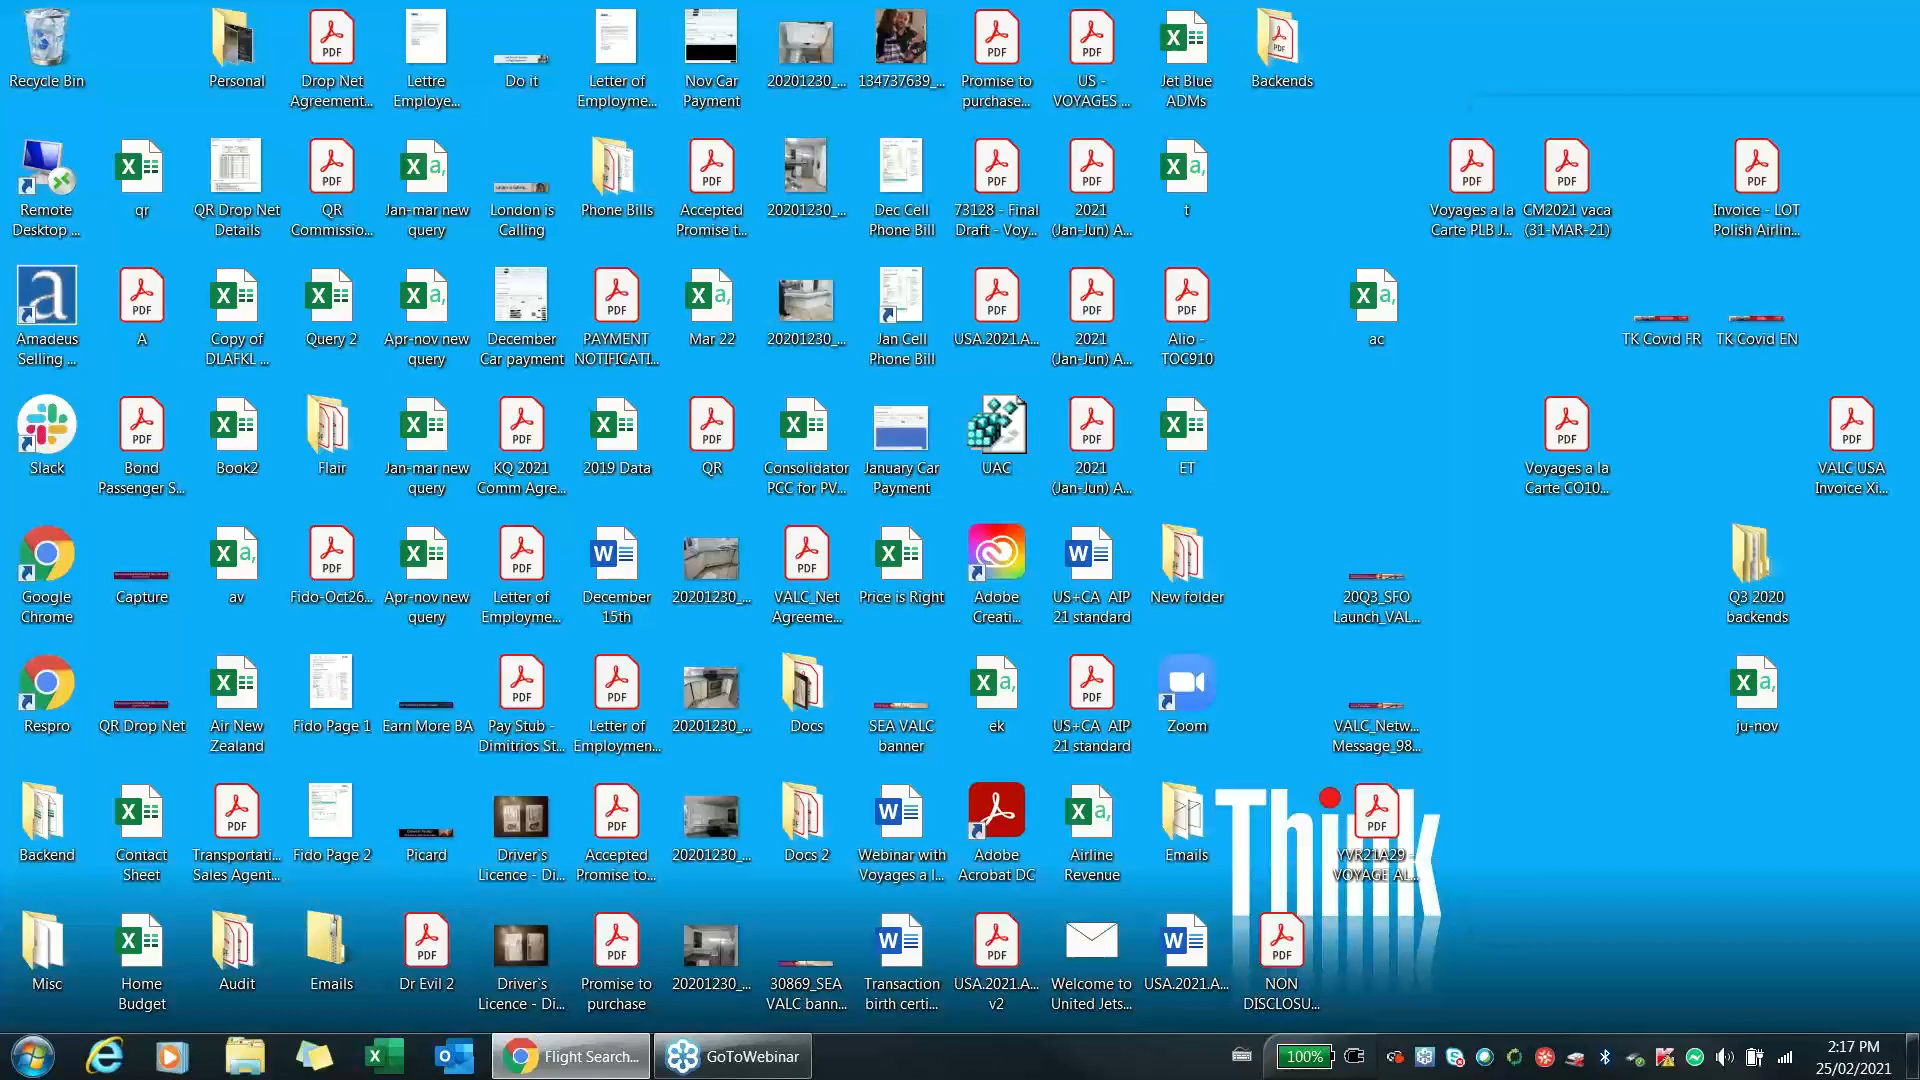 Recycle Bin
Personal
Drop Net
Agreement...
Lettre
Employe...
Do it
Letter of
Employme...
Nov Car
Payment
20201230_...
134737639_...
Promise to
purchase...
US -
VOYAGES ...
Jet Blue
ADMs
Backends
Remote
Desktop ...
qr
QR Drop Net
Details
QR
Commissio...
Jan-mar new
query
London is
Calling
Phone Bills
Accepted
Promise t...
20201230_...
Dec Cell
Phone Bill
73128 - Final
Draft - Voy...
2021
(Jan-Jun) A...
t
Voyages a la
Carte PLB J...
CM2021 vaca
(31-MAR-21)
Invoice - LOT
Polish Airlin...
Amadeus
Selling ...
A
Copy of
DLAFKL ...
Query 2
Apr-nov new
query
December
Car payment
PAYMENT
NOTIFICATI...
Mar 22
20201230_...
Jan Cell
Phone Bill
USA.2021.A...
2021
(Jan-Jun) A...
Alio -
TOC910
ac
TK Covid FR
TK Covid EN
Slack
Bond
Passenger S...
Book2
Flair
Jan-mar new
query
KQ 2021
Comm Agre...
2019 Data
QR
Consolidator
PCC for PV...
January Car
Payment
UAC
2021
(Jan-Jun) A...
ET
Voyages a la
Carte CO10...
VALC USA
Invoice Xi...
Google
Chrome
Capture
av
Fido-Oct26...
Apr-nov new
query
Letter of
Employme...
December
15th
20201230_...
VALC_Net
Agreeme...
Price is Right
Adobe
Creati...
US+CA AIP
21 standard
New folder
20Q3_SFO
Launch_VAL...
Q3 2020
backends
Respro
QR Drop Net
Air New
Zealand
Fido Page 1
Earn More BA
Pay Stub -
Dimitrios St...
Letter of
Employmen...
20201230_...
Docs
SEA VALC
banner
ek
US+CA AIP
21 standard
Zoom
VALC_Netw...
Message_98...
ju-nov
Backend
Contact
Sheet
Transportati...
Sales Agent...
Fido Page 2
Picard
Driver's
Licence - Di...
Accepted
Promise to...
20201230_...
Docs 2
Webinar with
Voyages a l...
Adobe
Acrobat DC
Airline
Revenue
Emails
Think
YVR21A29 -
VOYAGE AL...
Misc
Home
Budget
Audit
Emails
Dr Evil 2
Driver's
Licence - Di...
Promise to
purchase
20201230_...
30869_SEA
VALC bann...
Transaction
birth certi...
USA.2021.A...
v2
Welcome to
United Jets...
USA.2021.A...
NON
DISCLOSU...
Flight Search...
GoToWebinar
100%
2:17 PM
25/02/2021